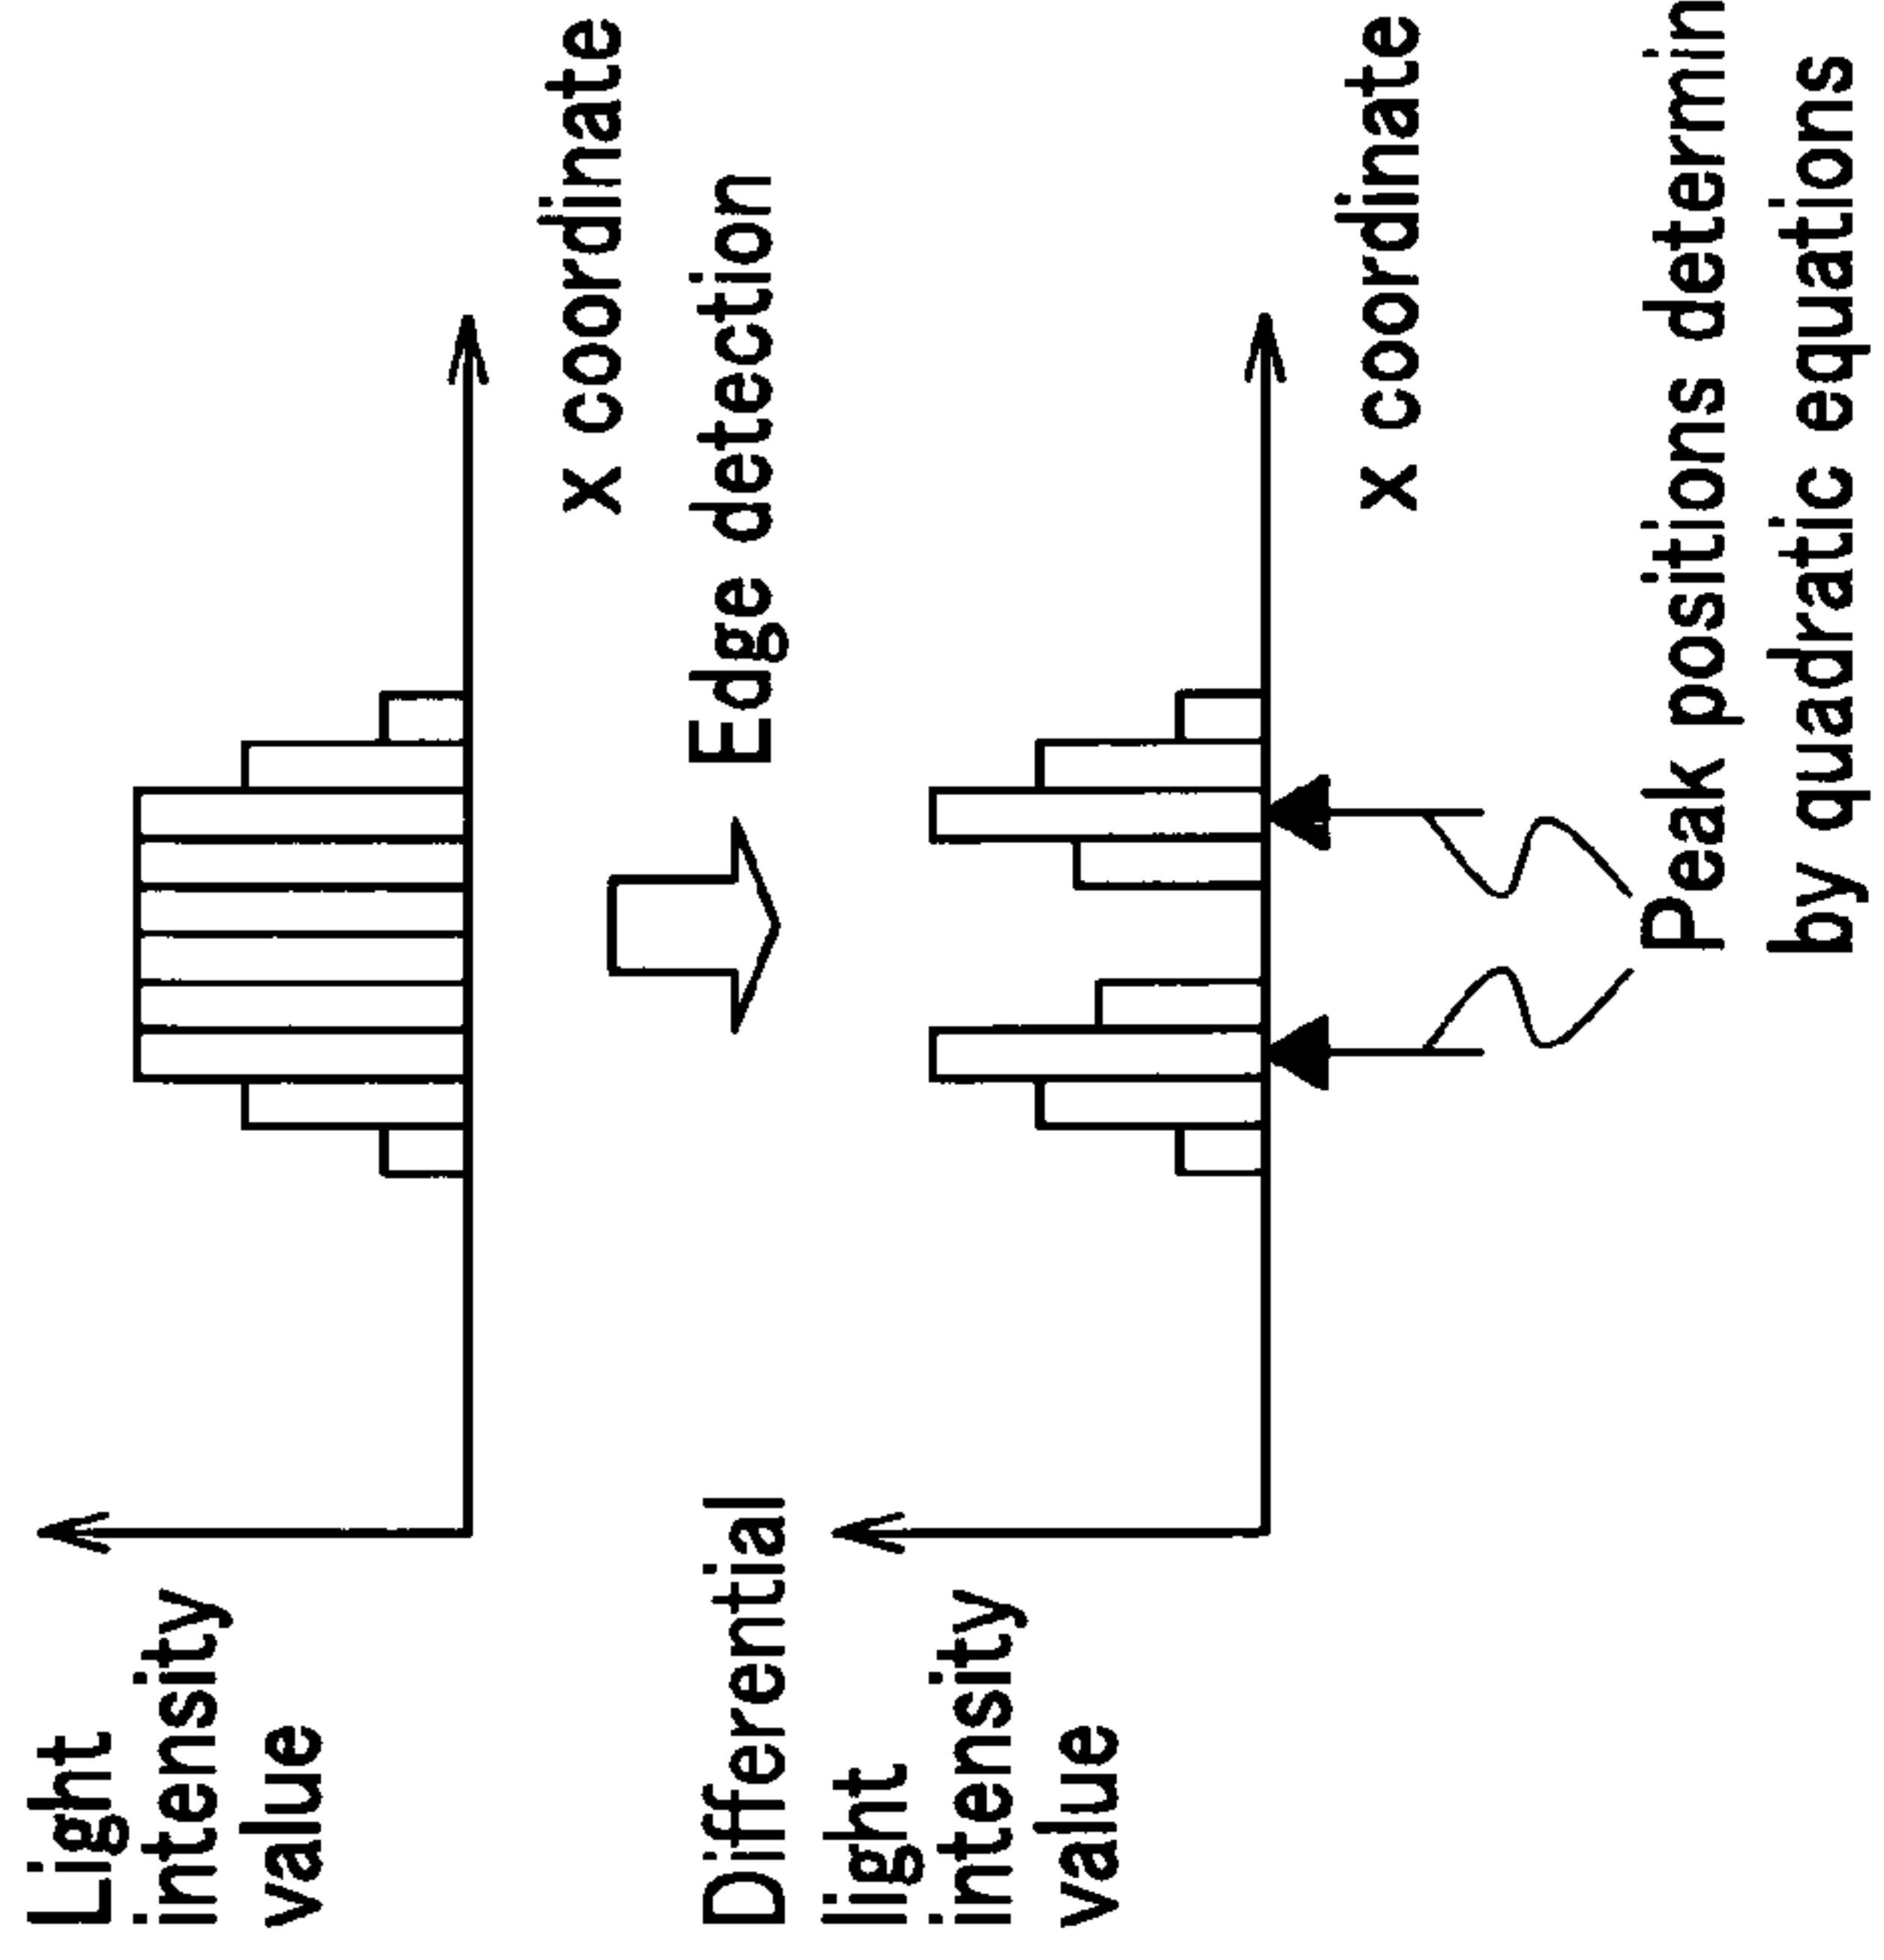 Light
intensity
value
x coordinate
Edge detection
Differential
light
intensity
value
x coordinate
Peak positions determin
by quadratic equations